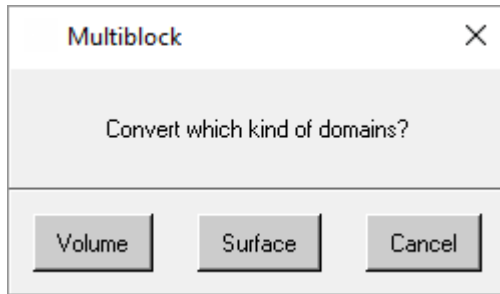 Multiblock
Convert which kind of domains?
Volume Surface Cancel